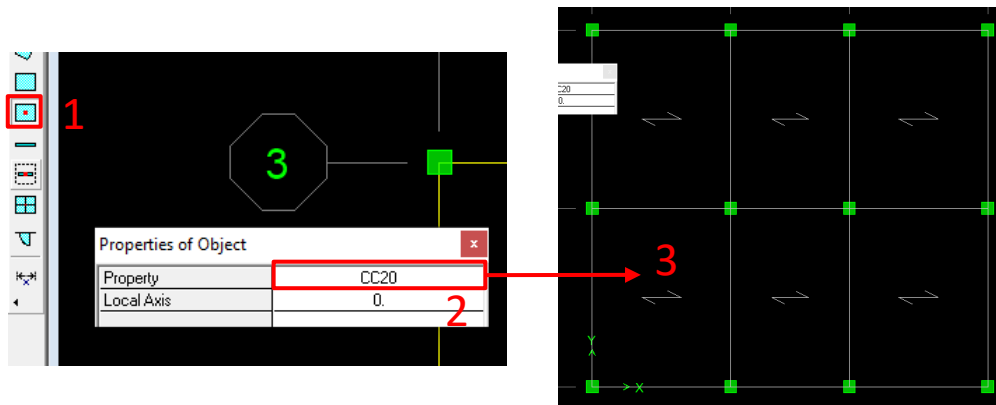 1
3
Properties of Object
x
Property CC20
Local Axis 0.
2
CC20
0.
3
Y
X